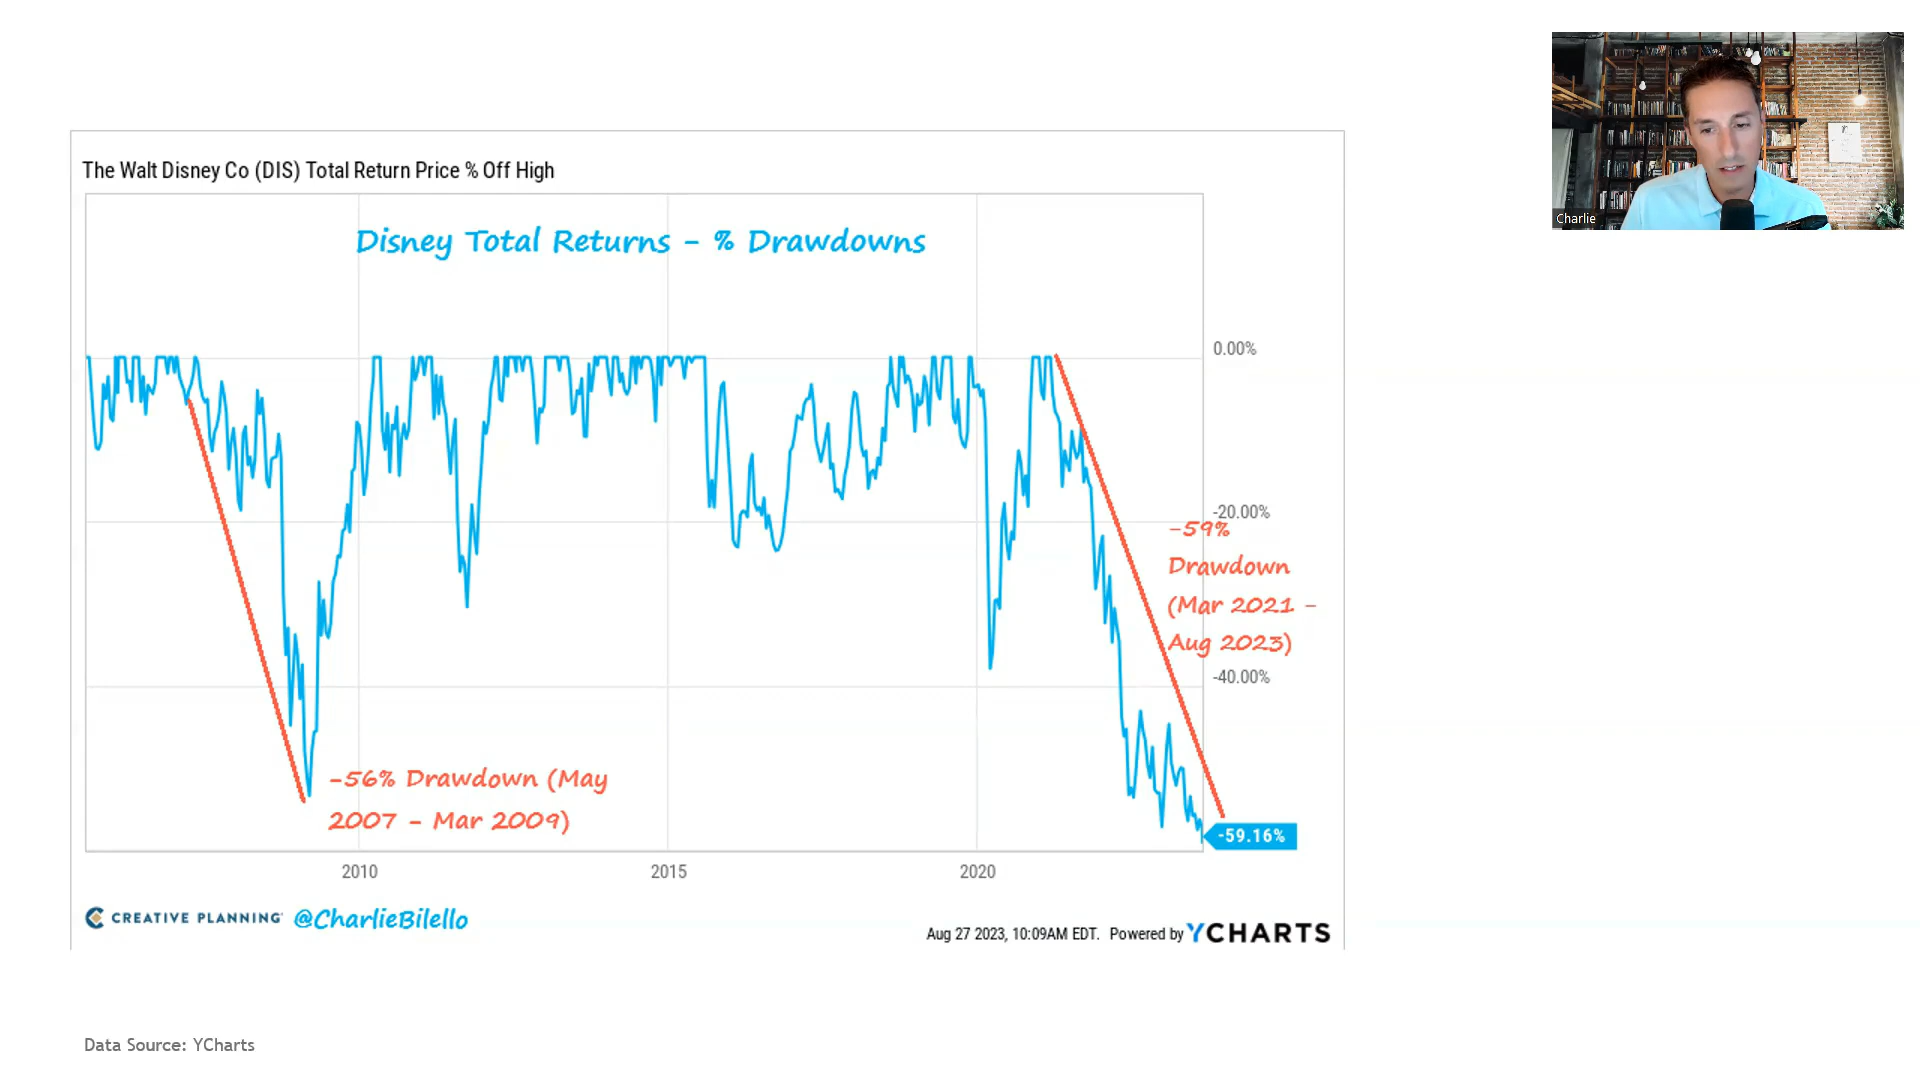 Charlie
The Walt Disney Co (DIS) Total Return Price % Off High
Disney Total Returns - % Drawdowns
0.00%
-20.00%
-59%
Drawdown
(Mar 2021 -
Aug 2023)
-40.00%
-56% Drawdown (May
2007 - Mar 2009)
-59.16%
2010
2015
2020
CREATIVE PLANNING @CharlieBilello
Aug 27 2023, 10:09AM EDT. Powered by YCHARTS
Data Source: YCharts